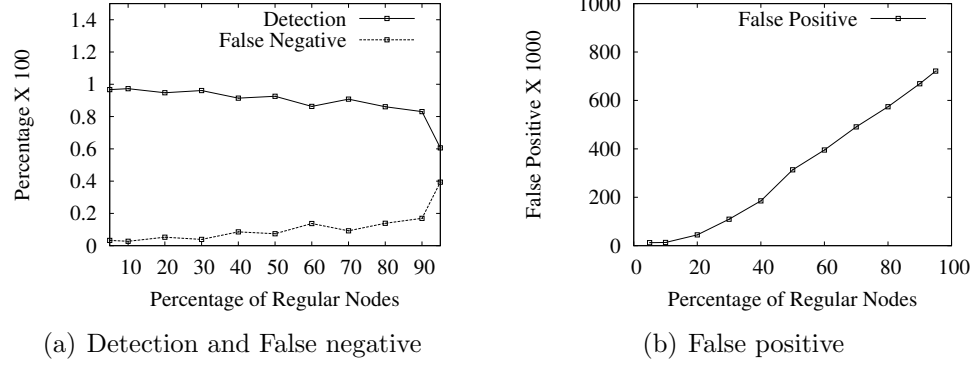 1.4
1.2
1
0.8
0.6
0.4
0.2
0
Percentage X 100
Detection
False Negative
10 20 30 40 50 60 70 80 90
Percentage of Regular Nodes
(a) Detection and False negative
1000
800
600
400
200
0
False Positive X 1000
False Positive
0 20 40 60 80 100
Percentage of Regular Nodes
(b) False positive